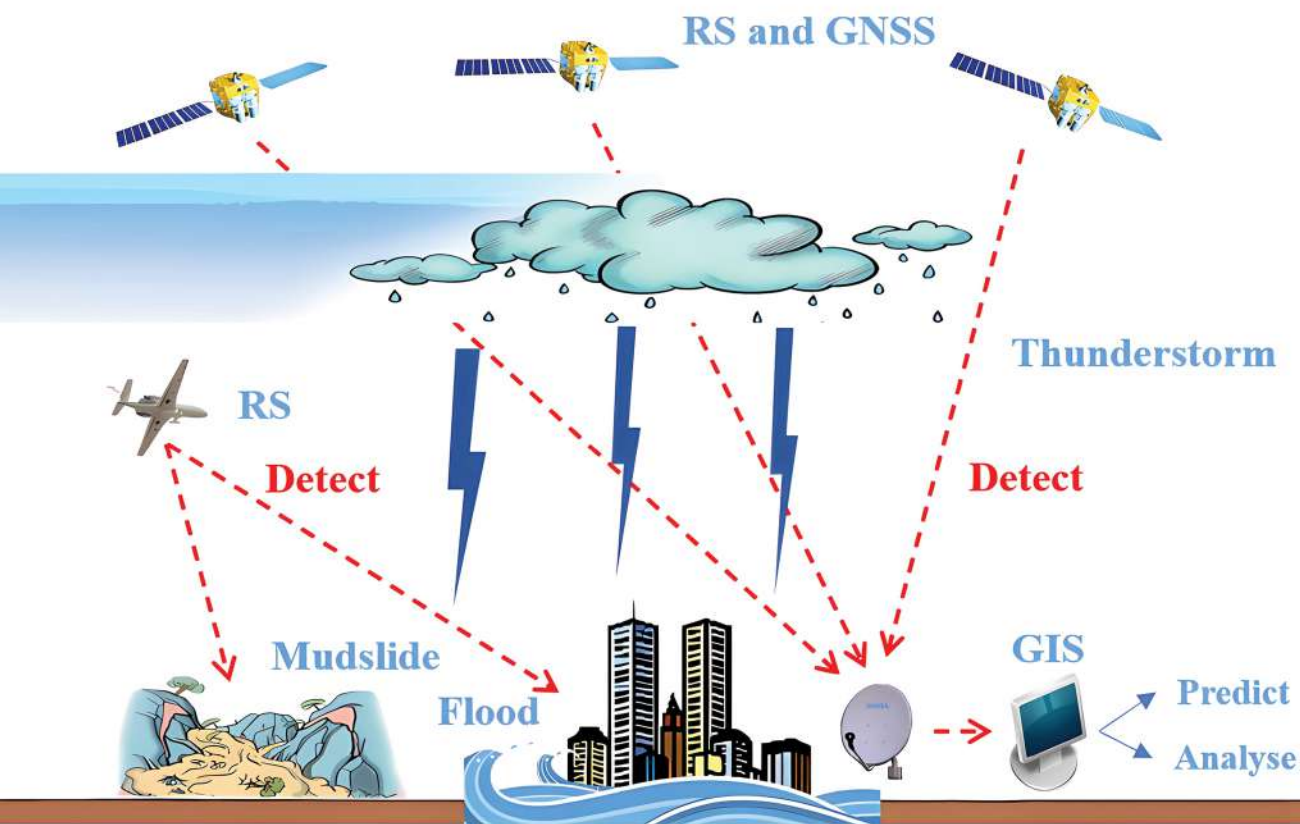 RS and GNSS
Thunderstorm
RS
Detect
Detect
Mudslide
GIS
Flood
Predict
Analyse